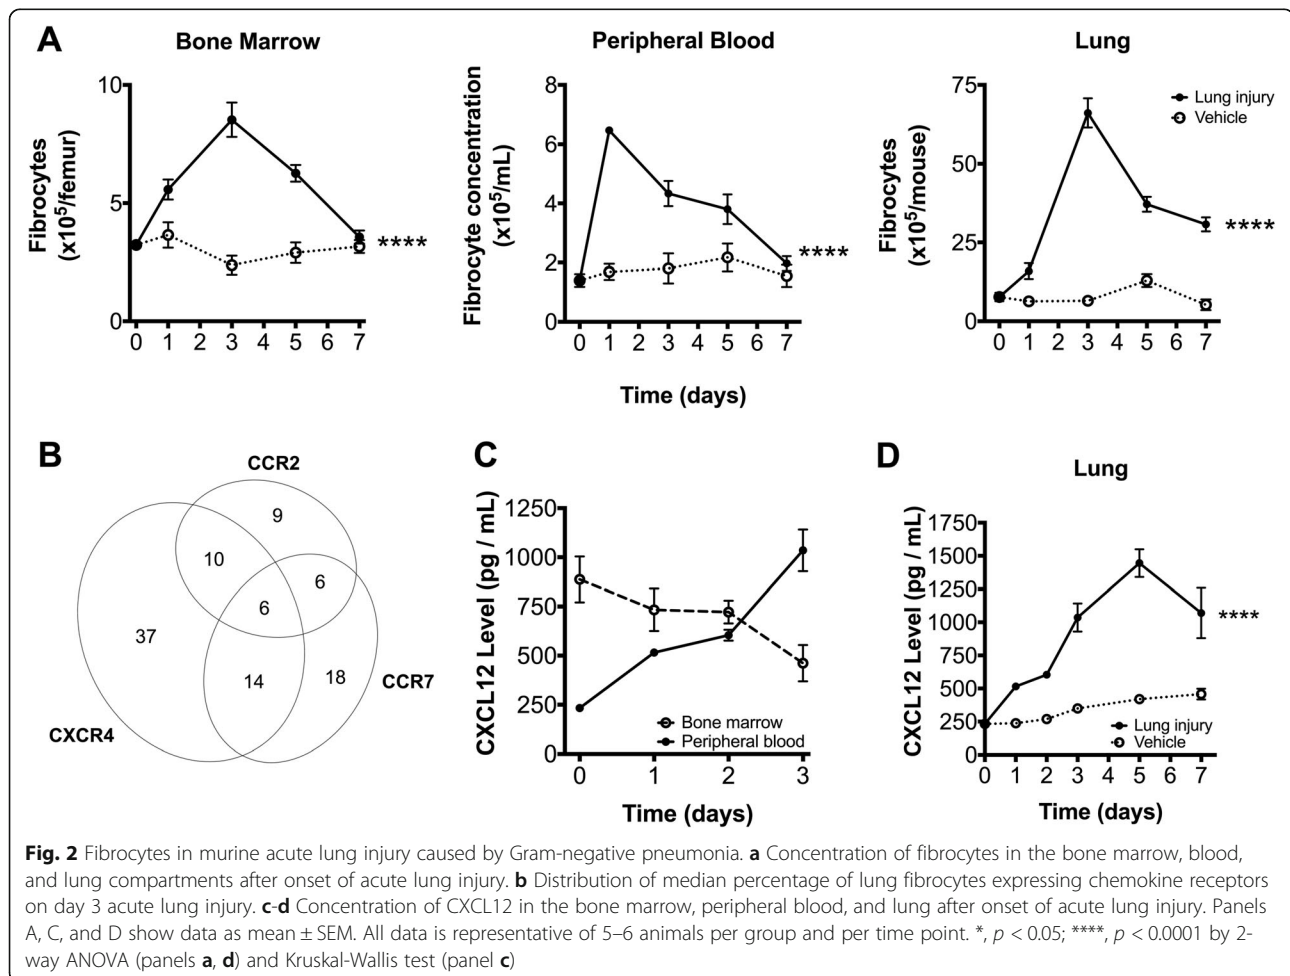 A
Bone Marrow
Peripheral Blood
Lung
Fibrocytes
(x10⁵/femur)
10
5
0
****
0 1 2 3 4 5 6 7
Fibrocyte concentration
(x10⁵/mL)
8
6
4
2
0
****
0 1 2 3 4 5 6 7
Fibrocytes
(x10⁵/mouse)
75
50
25
0
Lung injury
Vehicle
****
0 1 2 3 4 5 6 7
Time (days)
B
CCR2
9
10
6
6
37
14
18
CCR7
CXCR4
C
CXCL12 Level (pg / mL)
1250
1000
750
500
250
0
Bone marrow
Peripheral blood
0 1 2 3
Time (days)
D
Lung
CXCL12 Level (pg / mL)
1750
1500
1250
1000
750
500
250
0
****
Lung injury
Vehicle
0 1 2 3 5 7
Time (days)
Fig. 2 Fibrocytes in murine acute lung injury caused by Gram-negative pneumonia. a Concentration of fibrocytes in the bone marrow, blood,
and lung compartments after onset of acute lung injury. b Distribution of median percentage of lung fibrocytes expressing chemokine receptors
on day 3 acute lung injury. c-d Concentration of CXCL12 in the bone marrow, peripheral blood, and lung after onset of acute lung injury. Panels
A, C, and D show data as mean ± SEM. All data is representative of 5–6 animals per group and per time point. *, p < 0.05; ****, p < 0.0001 by 2-
way ANOVA (panels a, d) and Kruskal-Wallis test (panel c)